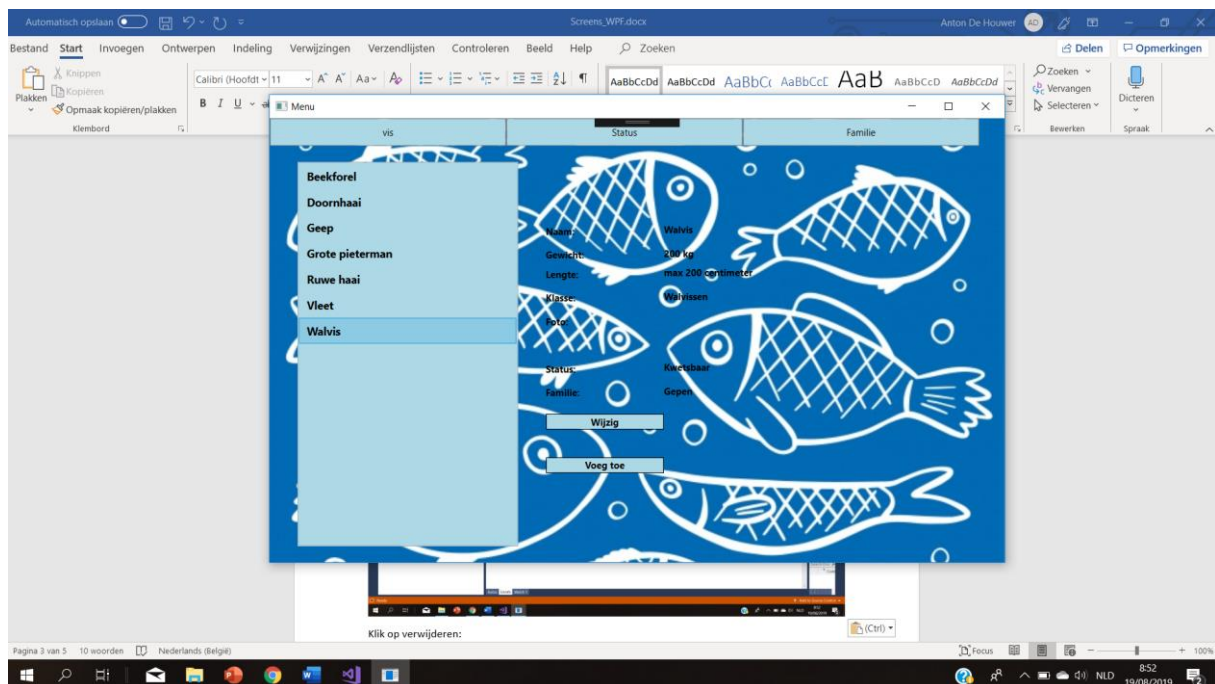 Automatisch opslaan
Screens_WPF.docx
Anton De Houwer AD
Bestand Start Invoegen Ontwerpen Indeling Verwijzingen Verzendlijsten Controleren Beeld Help Zoeken
Delen Opmerkingen
Plakken
Knippen
Kopiëren
Opmaak kopiëren/plakken
Klembord
Calibri (Hoofdt 11
B I U
AaBbCcDd AaBbCcDd AaBbCc AaBbCcD AaB AaBbCcD AaBbCcDd
Zoeken
Vervangen
Selecteren
Bewerken
Dicteren
Spraak
Menu
vis Status Familie
Beekforel
Doornhaai
Geep
Grote pieterman
Ruwe haai
Vleet
Walvis
Naam: Walvis
Gewicht: 200 kg
Lengte: max 200 centimeter
Klasse: Walvissen
Foto:
Status: Kwetsbaar
Familie: Gepen
Wijzig
Voeg toe
Klik op verwijderen:
(Ctrl)
Pagina 3 van 5 10 woorden Nederlands (België)
Focus 100%
NLD 8:52
19/08/2019